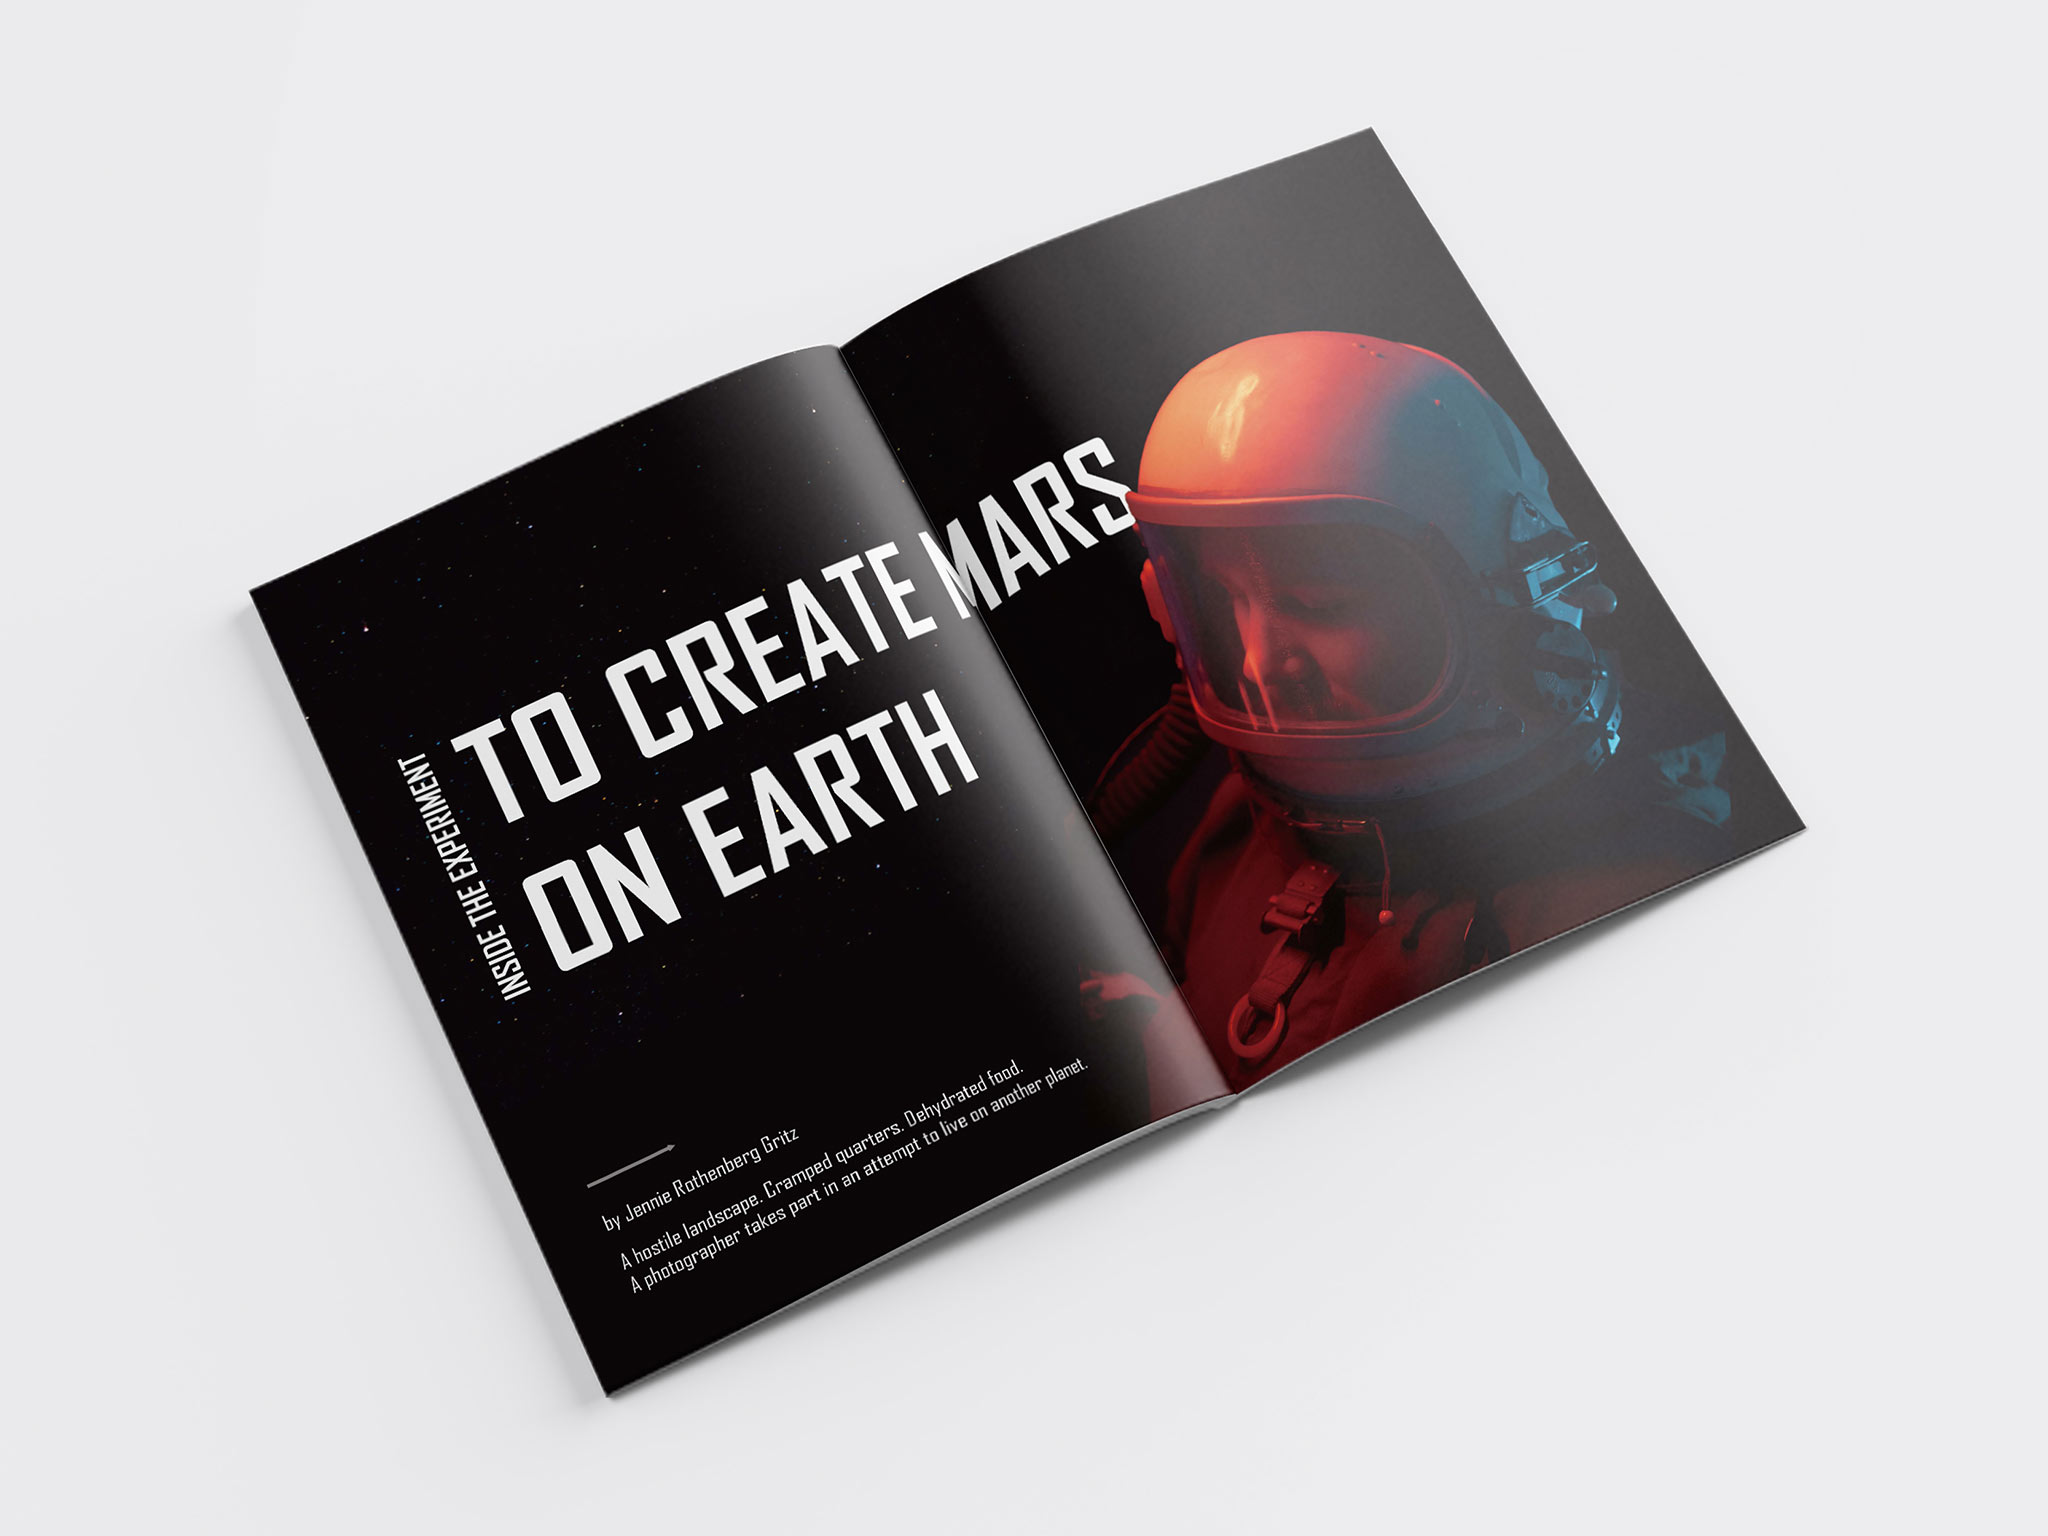 INSIDE THE EXPERIMENT
TO CREATE MARS
ON EARTH
by Jennie Rothenberg Gritz
A hostile landscape. Cramped quarters. Dehydrated food.
A photographer takes part in an attempt to live on another planet.